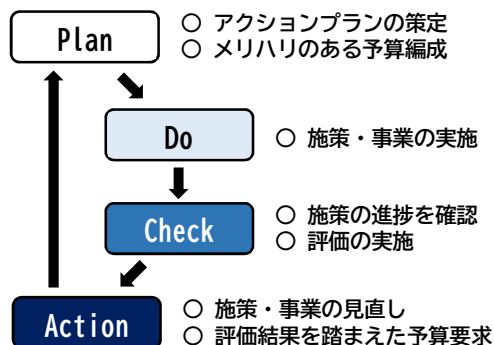 Plan
○ アクションプランの策定
○ メリハリのある予算編成
Do
○ 施策・事業の実施
Check
○ 施策の進捗を確認
○ 評価の実施
Action
○ 施策・事業の見直し
○ 評価結果を踏まえた予算要求